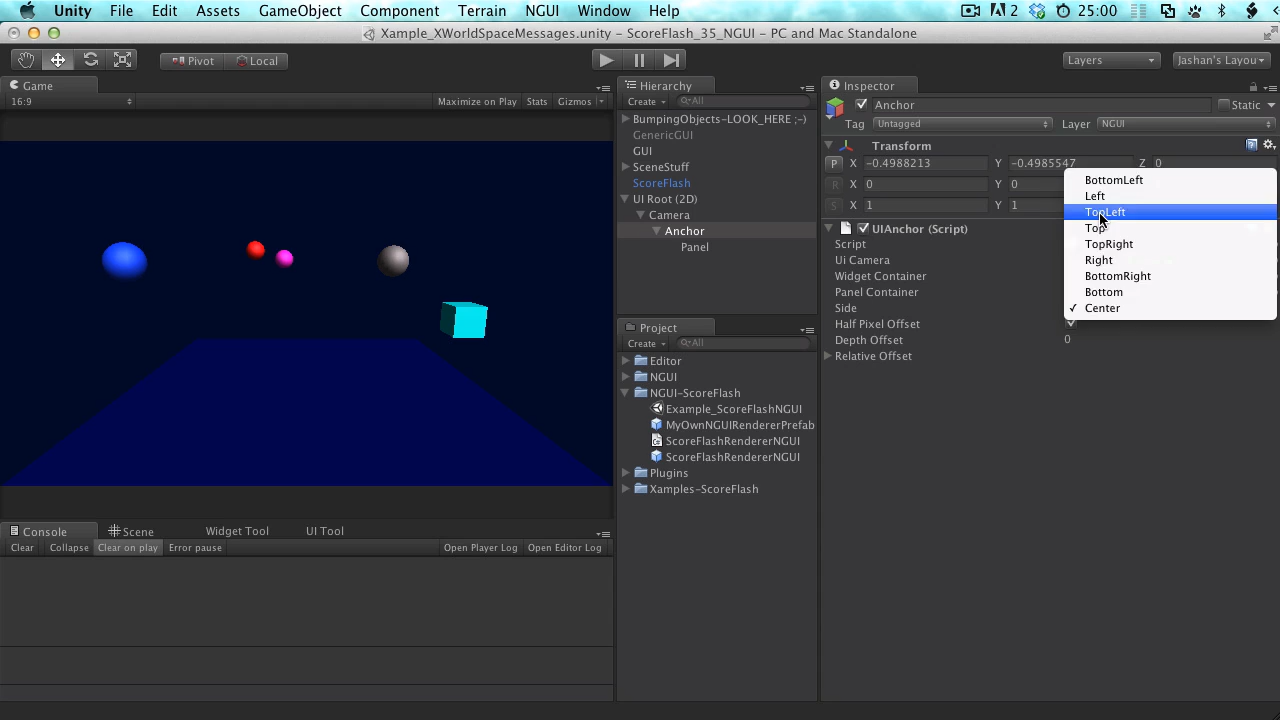 Unity File Edit Assets GameObject Component Terrain NGUI Window Help 2 25:00
Xample_XWorldSpaceMessages.unity - ScoreFlash_35_NGUI - PC and Mac Standalone
Pivot Local Layers Jashan's Layou
Game
16:9 Maximize on Play Stats Gizmos
Hierarchy
Create All
BumpingObjects-LOOK_HERE ;-)
GenericGUI
GUI
SceneStuff
ScoreFlash
UI Root (2D)
Camera
Anchor
Panel
Project
Create All
Editor
NGUI
NGUI-ScoreFlash
Example_ScoreFlashNGUI
MyOwnNGUIRendererPrefab
ScoreFlashRendererNGUI
ScoreFlashRendererNGUI
Plugins
Xamples-ScoreFlash
Inspector
Anchor Static
Tag Untagged Layer NGUI
Transform
P X -0.4988213 Y -0.4985547 Z 0
R X 0 Y 0
S X 1 Y 1
UIAnchor (Script)
Script
Ui Camera
Widget Container
Panel Container
Side
Half Pixel Offset
Depth Offset 0
Relative Offset
BottomLeft
Left
TopLeft
Top
TopRight
Right
BottomRight
Bottom
✓ Center
Console Scene Widget Tool UI Tool
Clear Collapse Clear on play Error pause Open Player Log Open Editor Log